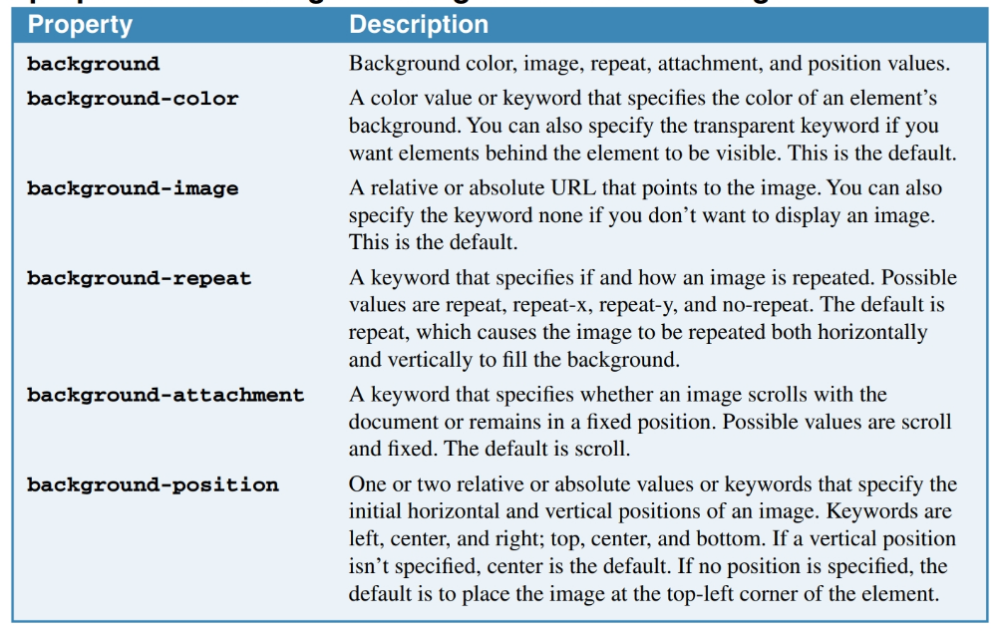 Property Description
background Background color, image, repeat, attachment, and position values.
background-color A color value or keyword that specifies the color of an element's
background. You can also specify the transparent keyword if you
want elements behind the element to be visible. This is the default.
background-image A relative or absolute URL that points to the image. You can also
specify the keyword none if you don't want to display an image.
This is the default.
background-repeat A keyword that specifies if and how an image is repeated. Possible
values are repeat, repeat-x, repeat-y, and no-repeat. The default is
repeat, which causes the image to be repeated both horizontally
and vertically to fill the background.
background-attachment A keyword that specifies whether an image scrolls with the
document or remains in a fixed position. Possible values are scroll
and fixed. The default is scroll.
background-position One or two relative or absolute values or keywords that specify the
initial horizontal and vertical positions of an image. Keywords are
left, center, and right; top, center, and bottom. If a vertical position
isn't specified, center is the default. If no position is specified, the
default is to place the image at the top-left corner of the element.